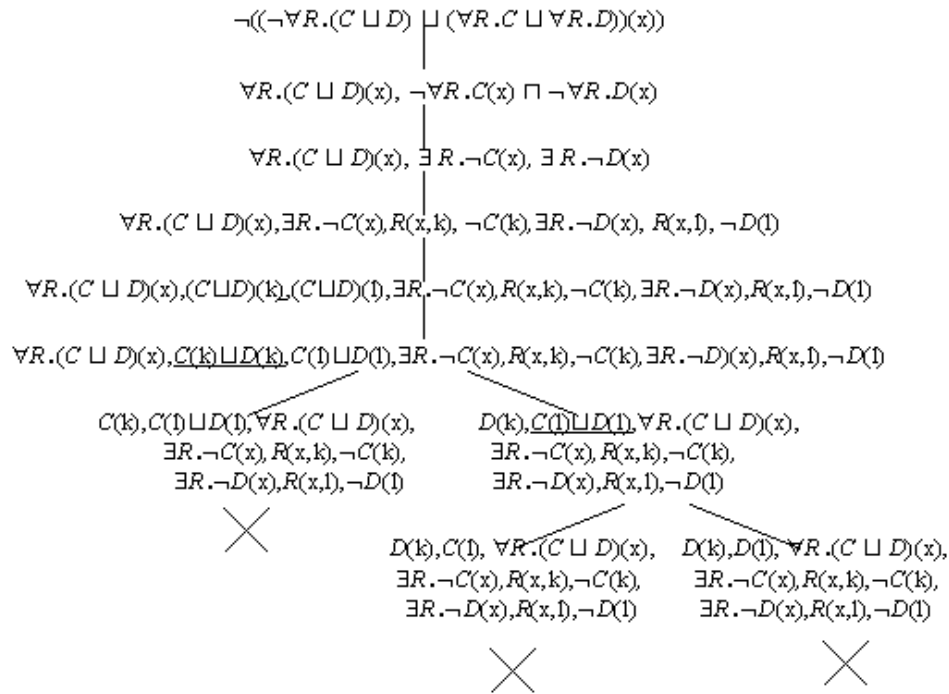 ¬((¬∀R.(C ⊔ D) ⊔ (∀R.C ⊔ ∀R.D))(x))
∀R.(C ⊔ D)(x), ¬∀R.C(x) ⊓ ¬∀R.D(x)
∀R.(C ⊔ D)(x), ∃R.¬C(x), ∃R.¬D(x)
∀R.(C ⊔ D)(x),∃R.¬C(x),R(x,k), ¬C(k),∃R.¬D(x), R(x,l), ¬D(l)
∀R.(C ⊔ D)(x),(C⊔D)(k),(C⊔D)(l),∃R.¬C(x),R(x,k),¬C(k),∃R.¬D(x),R(x,l),¬D(l)
∀R.(C ⊔ D)(x),C(k)⊔D(k),C(l)⊔D(l),∃R.¬C(x),R(x,k),¬C(k),∃R.¬D)(x),R(x,l),¬D(l)
C(k),C(l)⊔D(l),∀R.(C ⊔ D)(x),
∃R.¬C(x),R(x,k),¬C(k),
∃R.¬D(x),R(x,l),¬D(l)
D(k),C(l)⊔D(l),∀R.(C ⊔ D)(x),
∃R.¬C(x),R(x,k),¬C(k),
∃R.¬D(x),R(x,l),¬D(l)
D(k),C(l), ∀R.(C ⊔ D)(x),
∃R.¬C(x),R(x,k),¬C(k),
∃R.¬D(x),R(x,l),¬D(l)
D(k),D(l), ∀R.(C ⊔ D)(x),
∃R.¬C(x),R(x,k),¬C(k),
∃R.¬D(x),R(x,l),¬D(l)